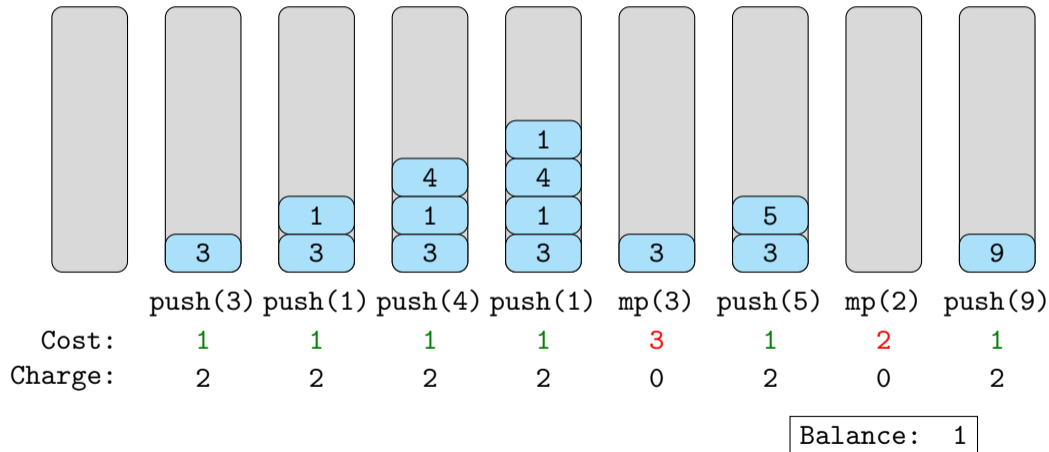 1
4 4
1 1 1 5
3 3 3 3 3 3 9
push(3) push(1) push(4) push(1) mp(3) push(5) mp(2) push(9)
Cost: 1 1 1 1 3 1 2 1
Charge: 2 2 2 2 0 2 0 2
Balance: 1